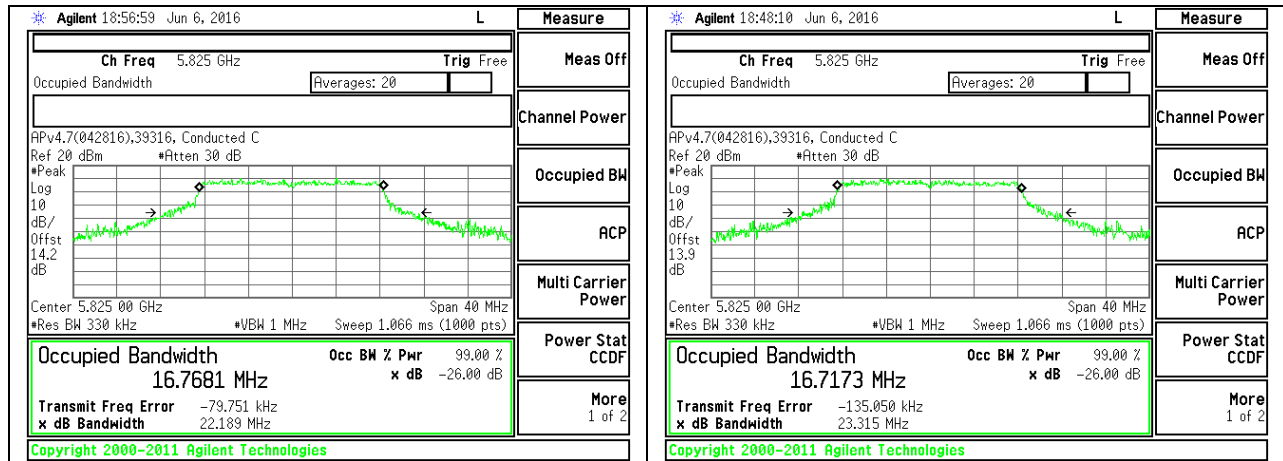 Agilent 18:56:59 Jun 6, 2016 L
Measure
Ch Freq 5.825 GHz Trig Free
Meas Off
Occupied Bandwidth Averages: 20
Channel Power
APv4.7(042816),39316, Conducted C
Ref 20 dBm #Atten 30 dB
#Peak
Occupied BW
Log
10
dB/
ACP
Offst
14.2
dB
Multi Carrier
Power
Center 5.825 00 GHz Span 40 MHz
#Res BW 330 kHz #VBW 1 MHz Sweep 1.066 ms (1000 pts)
Power Stat
CCDF
Occupied Bandwidth Occ BW % Pwr 99.00 %
16.7681 MHz x dB -26.00 dB
Transmit Freq Error -79.751 kHz
x dB Bandwidth 22.189 MHz
More
1 of 2
Copyright 2000-2011 Agilent Technologies
Agilent 18:48:10 Jun 6, 2016 L
Measure
Ch Freq 5.825 GHz Trig Free
Meas Off
Occupied Bandwidth Averages: 20
Channel Power
APv4.7(042816),39316, Conducted C
Ref 20 dBm #Atten 30 dB
#Peak
Occupied BW
Log
10
dB/
ACP
Offst
13.9
dB
Multi Carrier
Power
Center 5.825 00 GHz Span 40 MHz
#Res BW 330 kHz #VBW 1 MHz Sweep 1.066 ms (1000 pts)
Power Stat
CCDF
Occupied Bandwidth Occ BW % Pwr 99.00 %
16.7173 MHz x dB -26.00 dB
Transmit Freq Error -135.050 kHz
x dB Bandwidth 23.315 MHz
More
1 of 2
Copyright 2000-2011 Agilent Technologies